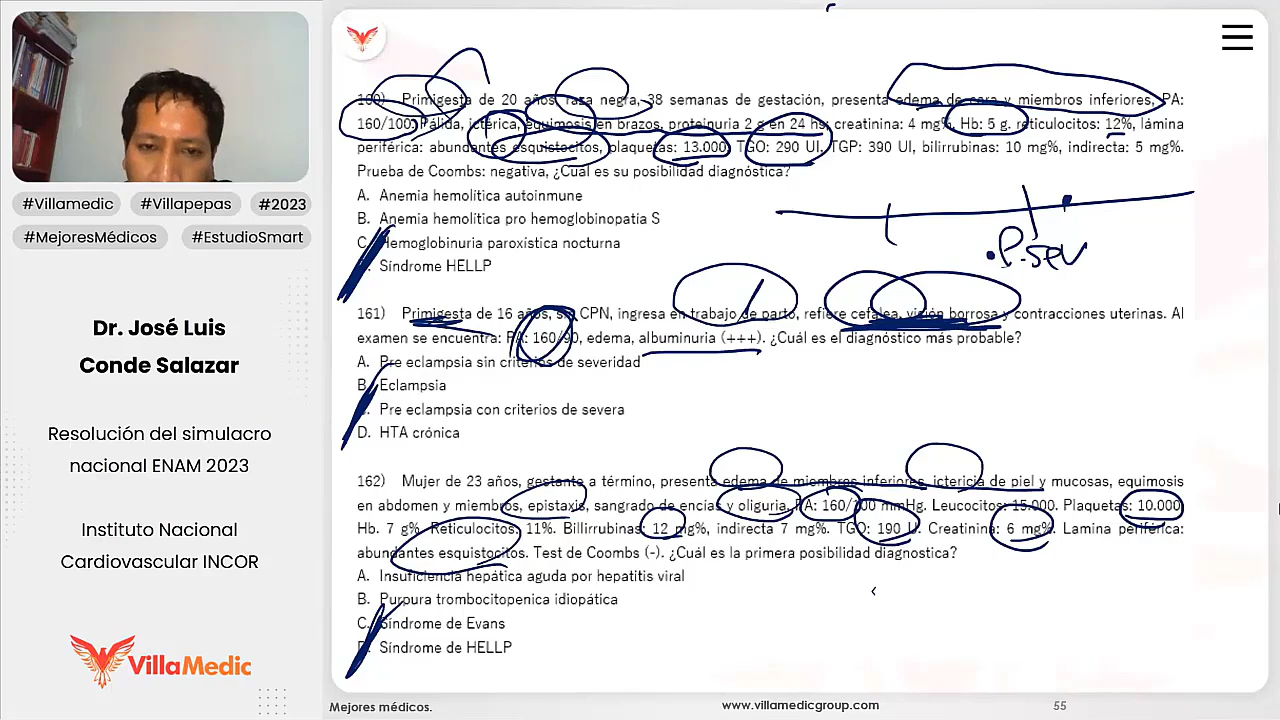 #Villamedic #Villapepas #2023
#MejoresMédicos #EstudioSmart
Dr. José Luis
Conde Salazar
Resolución del simulacro
nacional ENAM 2023
Instituto Nacional
Cardiovascular INCOR
VillaMedic
160) Primigesta de 20 años, raza negra, 38 semanas de gestación, presenta edema de cara y miembros inferiores, PA:
160/100. Pálida, ictérica, equimosis en brazos, proteinuria 2 g en 24 hs, creatinina: 4 mg%, Hb: 5 g. reticulocitos: 12%, lámina
periférica: abundantes esquistocitos, plaquetas: 13.000, TGO: 290 UI, TGP: 390 UI, bilirrubinas: 10 mg%, indirecta: 5 mg%.
Prueba de Coombs: negativa, ¿Cuál es su posibilidad diagnóstica?
A. Anemia hemolítica autoinmune
B. Anemia hemolítica pro hemoglobinopatía S
C. Hemoglobinuria paroxística nocturna
Síndrome HELLP
P. sev
161) Primigesta de 16 años, sin CPN, ingresa en trabajo de parto, refiere cefalea, visión borrosa y contracciones uterinas. Al
examen se encuentra: PA: 160/90, edema, albuminuria (+++). ¿Cuál es el diagnóstico más probable?
A. Pre eclampsia sin criterios de severidad
B. Eclampsia
C. Pre eclampsia con criterios de severa
D. HTA crónica
162) Mujer de 23 años, gestante a término, presenta edema de miembros inferiores, ictericia de piel y mucosas, equimosis
en abdomen y miembros, epistaxis, sangrado de encías y oliguria, PA: 160/100 mmHg. Leucocitos: 15.000. Plaquetas: 10.000
Hb. 7 g%. Reticulocitos: 11%. Billirrubinas: 12 mg%, indirecta 7 mg%. TGO: 190 U. Creatinina: 6 mg%. Lamina periférica:
abundantes esquistocitos. Test de Coombs (-). ¿Cuál es la primera posibilidad diagnostica?
A. Insuficiencia hepática aguda por hepatitis viral
B. Purpura trombocitopenica idiopática
C. Síndrome de Evans
D. Síndrome de HELLP
Mejores médicos. www.villamedicgroup.com 55